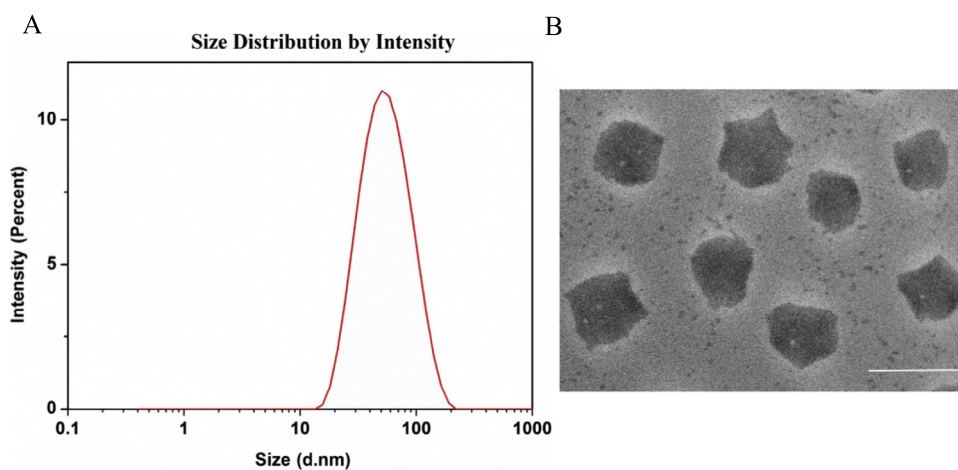 A
B
Size Distribution by Intensity
10
5
0
Intensity (Percent)
0.1 1 10 100 1000
Size (d.nm)